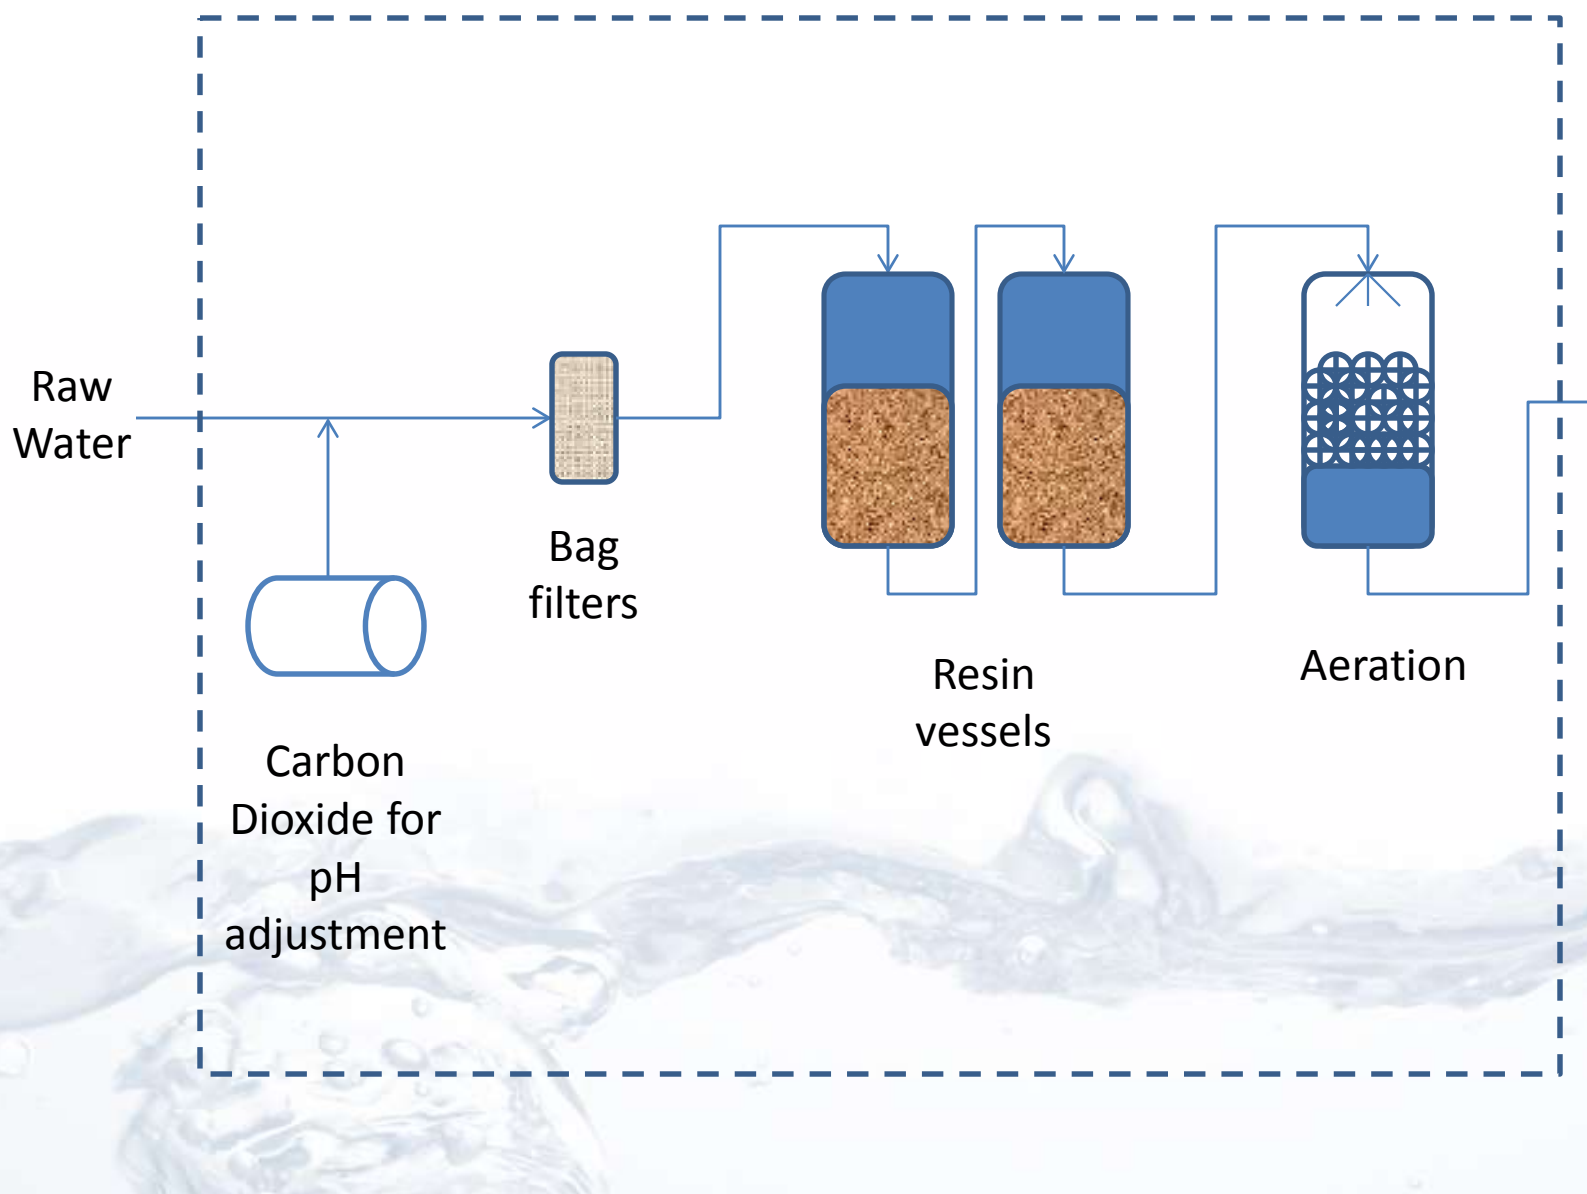 Raw
Water
Carbon
Dioxide for
pH
adjustment
Bag
filters
Resin
vessels
Aeration